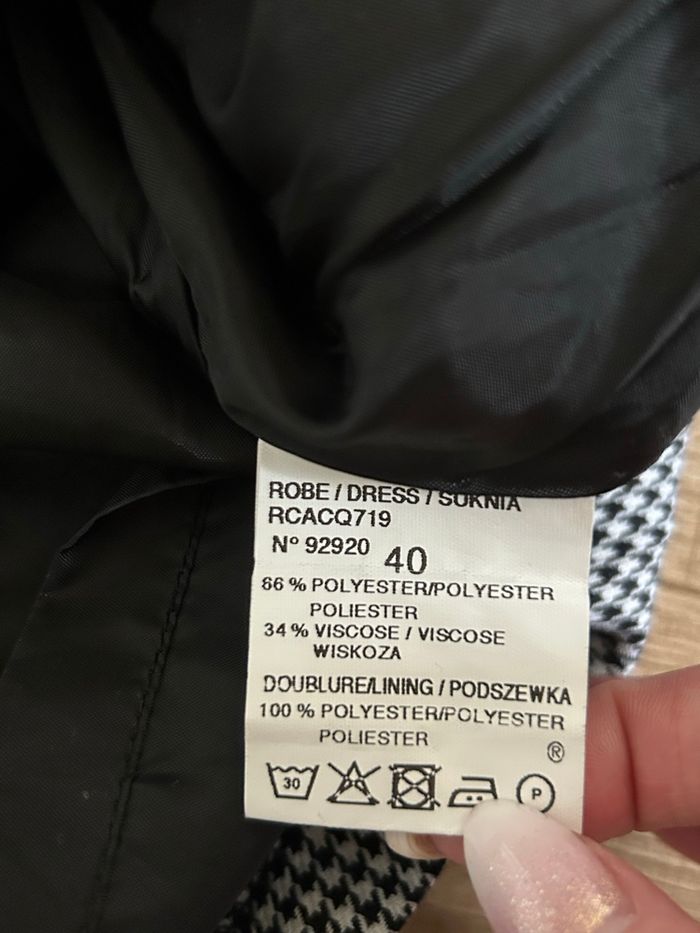 ROBE / DRESS / SUKNIA
RCACQ719
N° 92920 40
66 % POLYESTER/POLYESTER
POLIESTER
34 % VISCOSE / VISCOSE
WISKOZA
DOUBLURE/LINING / PODSZEWKA
100 % POLYESTER/POLYESTER
POLIESTER
®
30
P